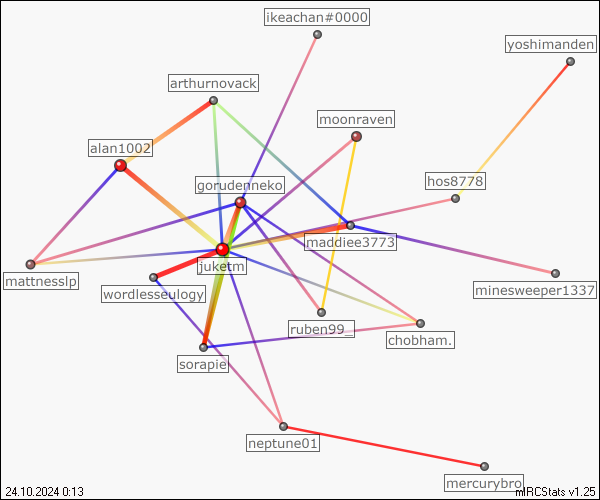 ikeachan#0000
yoshimanden
arthurnovack
moonraven
alan1002
hos8778
gorudenneko
maddiee3773
juketm
mattnesslp
wordlesseulogy
minesweeper1337
ruben99_
chobham.
sorapie
neptune01
mercurybro
24.10.2024 0:13
mIRCStats v1.25